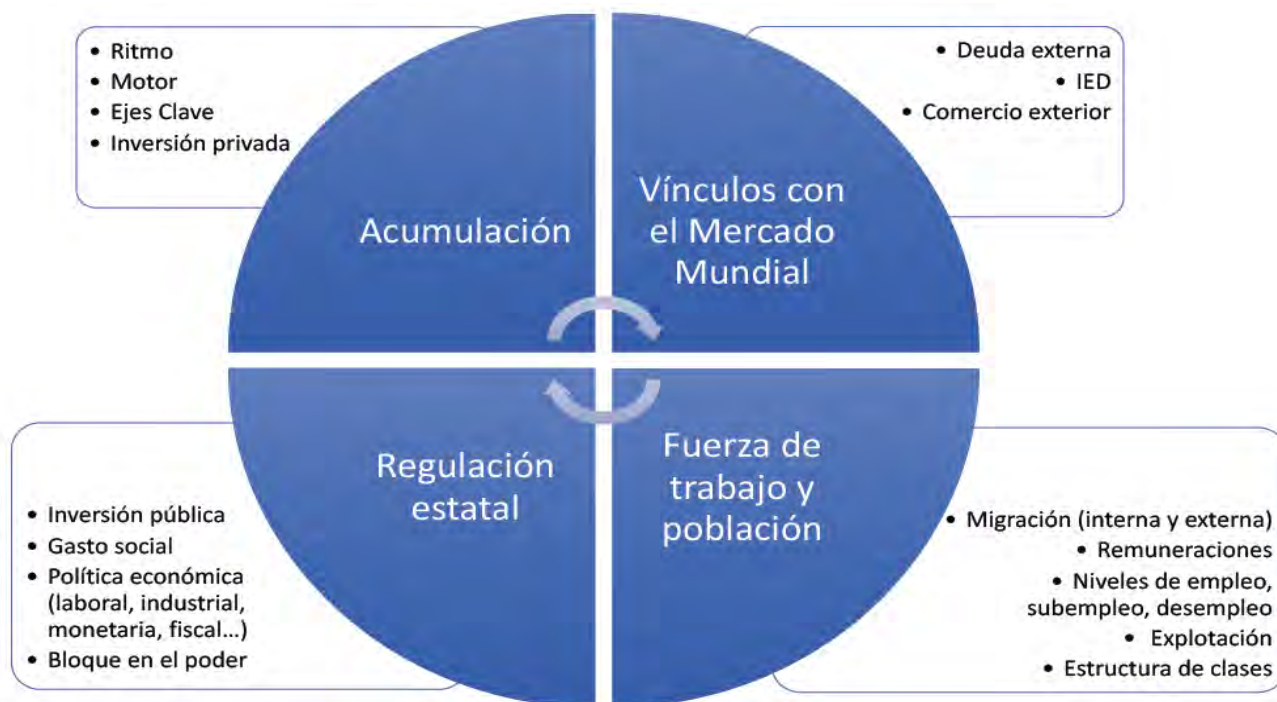 • Ritmo
• Motor
• Ejes Clave
• Inversión privada
Acumulación
• Deuda externa
• IED
• Comercio exterior
Vínculos con
el Mercado
Mundial
Regulación
estatal
• Inversión pública
• Gasto social
• Política económica
(laboral, industrial,
monetaria, fiscal...)
• Bloque en el poder
Fuerza de
trabajo y
población
• Migración (interna y externa)
• Remuneraciones
• Niveles de empleo,
subempleo, desempleo
• Explotación
• Estructura de clases